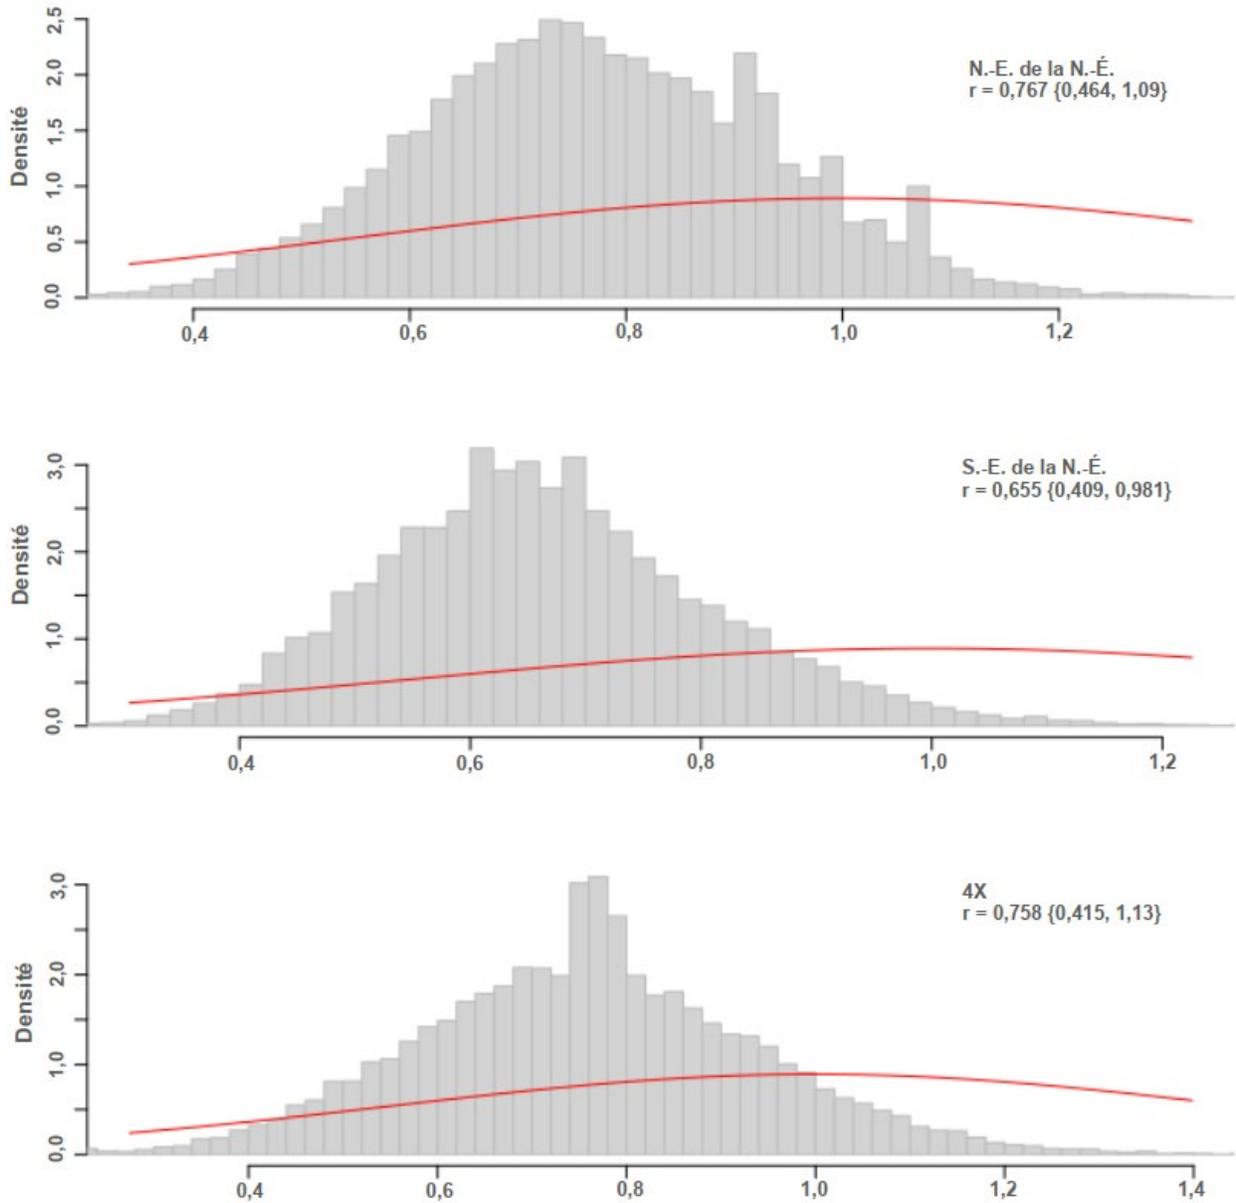 Densité
2,5
2,0
1,5
1,0
0,5
0,0
N.-E. de la N.-É.
r = 0,767 {0,464, 1,09}
0,4 0,6 0,8 1,0 1,2
Densité
3,0
2,0
1,0
0,0
S.-E. de la N.-É.
r = 0,655 {0,409, 0,981}
0,4 0,6 0,8 1,0 1,2
Densité
3,0
2,0
1,0
0,0
4X
r = 0,758 {0,415, 1,13}
0,4 0,6 0,8 1,0 1,2 1,4